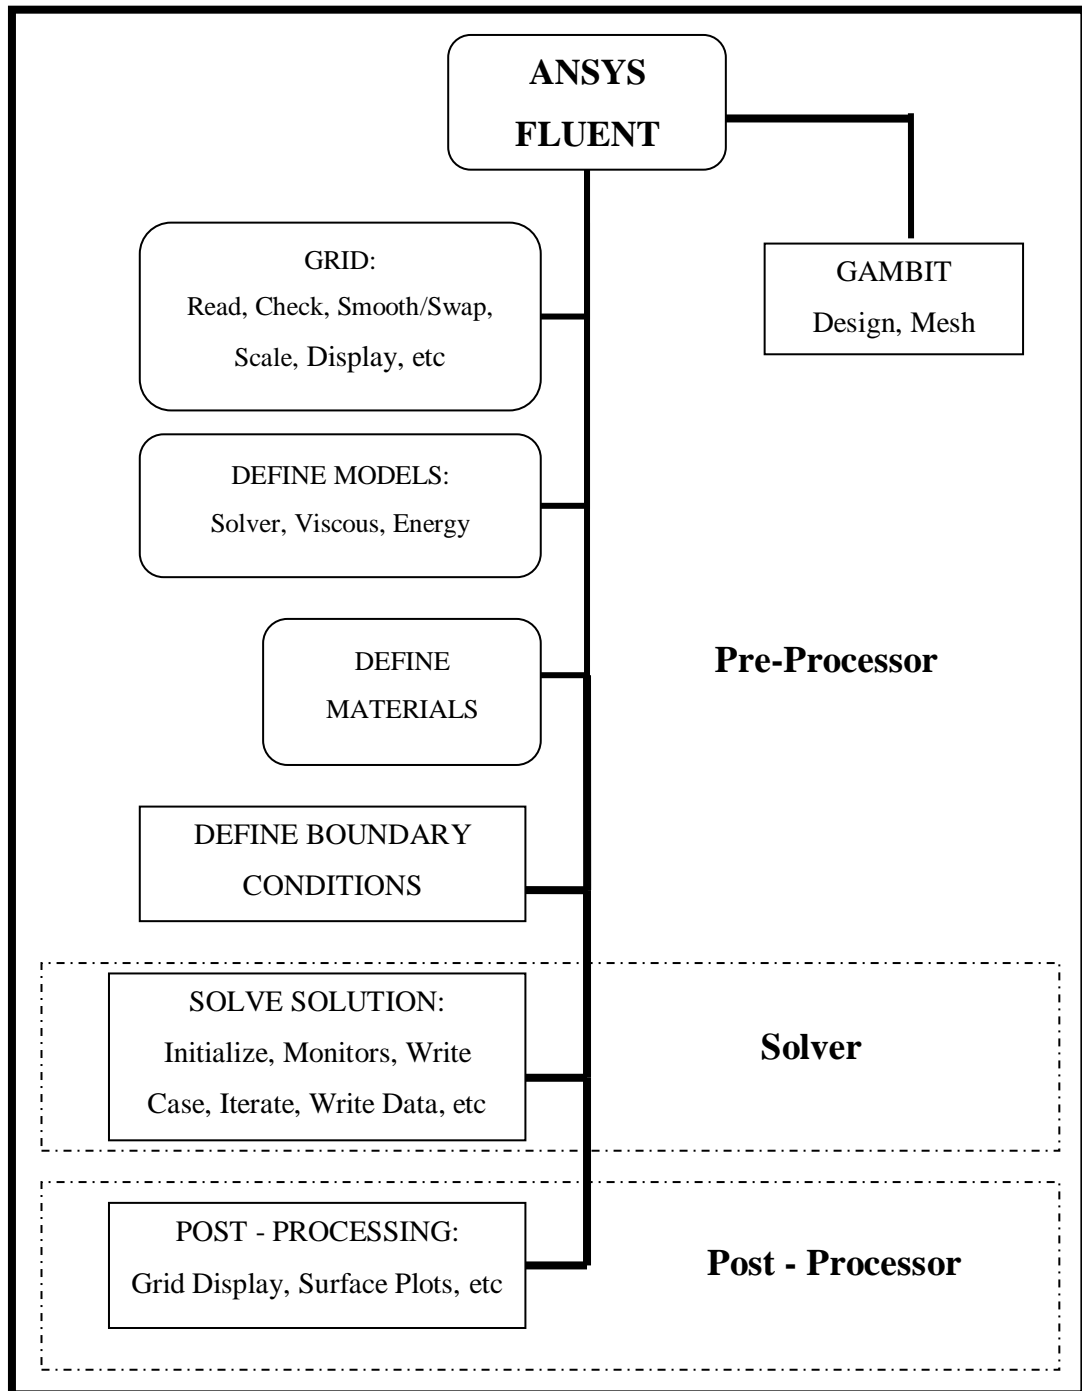 ANSYS
FLUENT
GRID:
Read, Check, Smooth/Swap,
Scale, Display, etc
GAMBIT
Design, Mesh
DEFINE MODELS:
Solver, Viscous, Energy
DEFINE
MATERIALS
Pre-Processor
DEFINE BOUNDARY
CONDITIONS
SOLVE SOLUTION:
Initialize, Monitors, Write
Case, Iterate, Write Data, etc
Solver
POST - PROCESSING:
Grid Display, Surface Plots, etc
Post - Processor